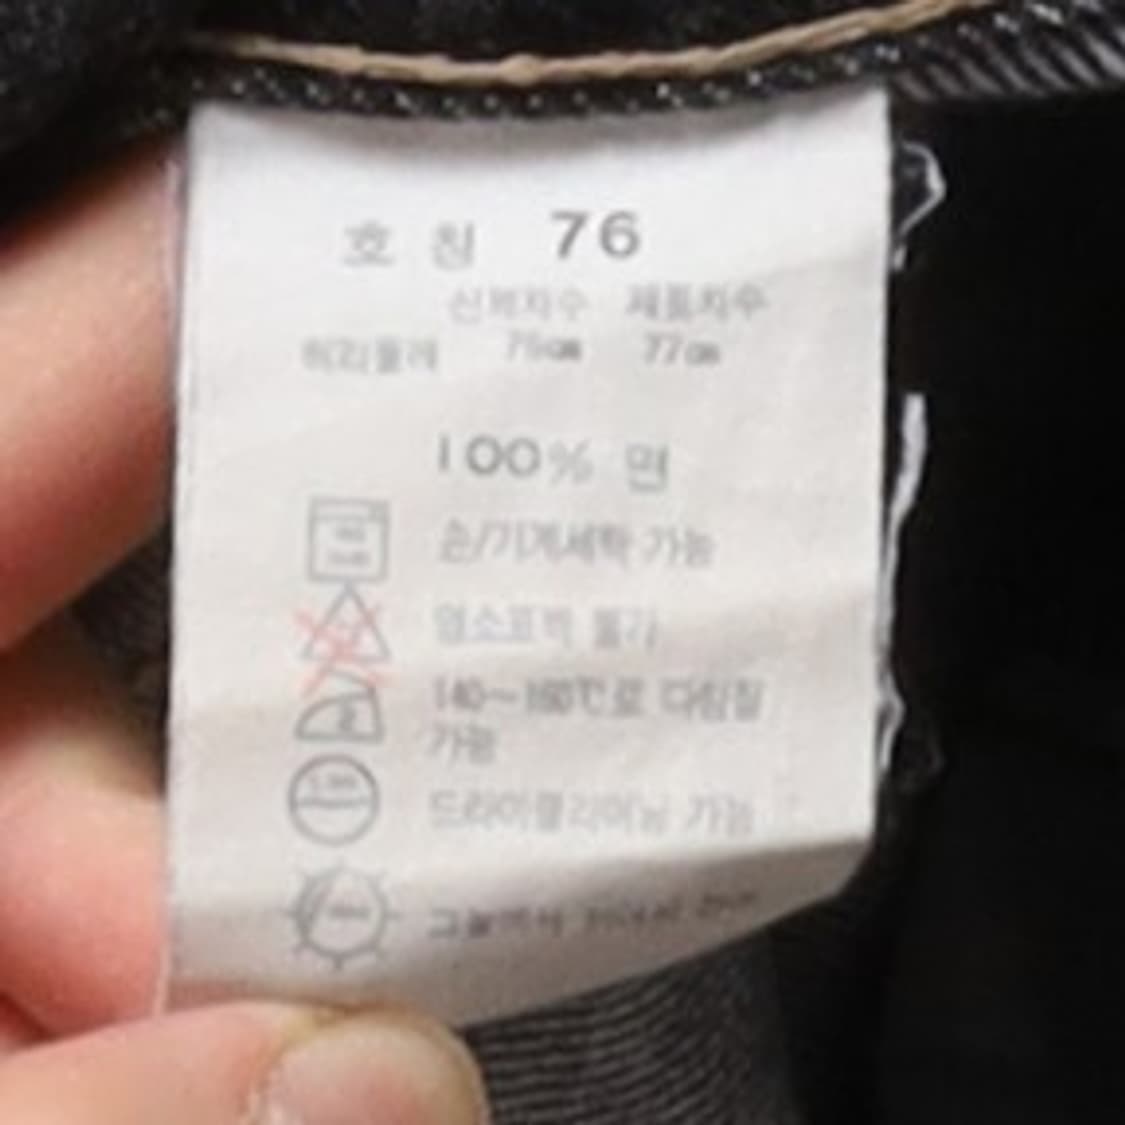 호 칭 76
신체치수 제품치수
허리둘레 76㎝ 77㎝
100% 면
손/기계세탁 가능
염소표백 불가
140~160℃로 다림질
가능
드라이클리이닝 가능
그늘에서